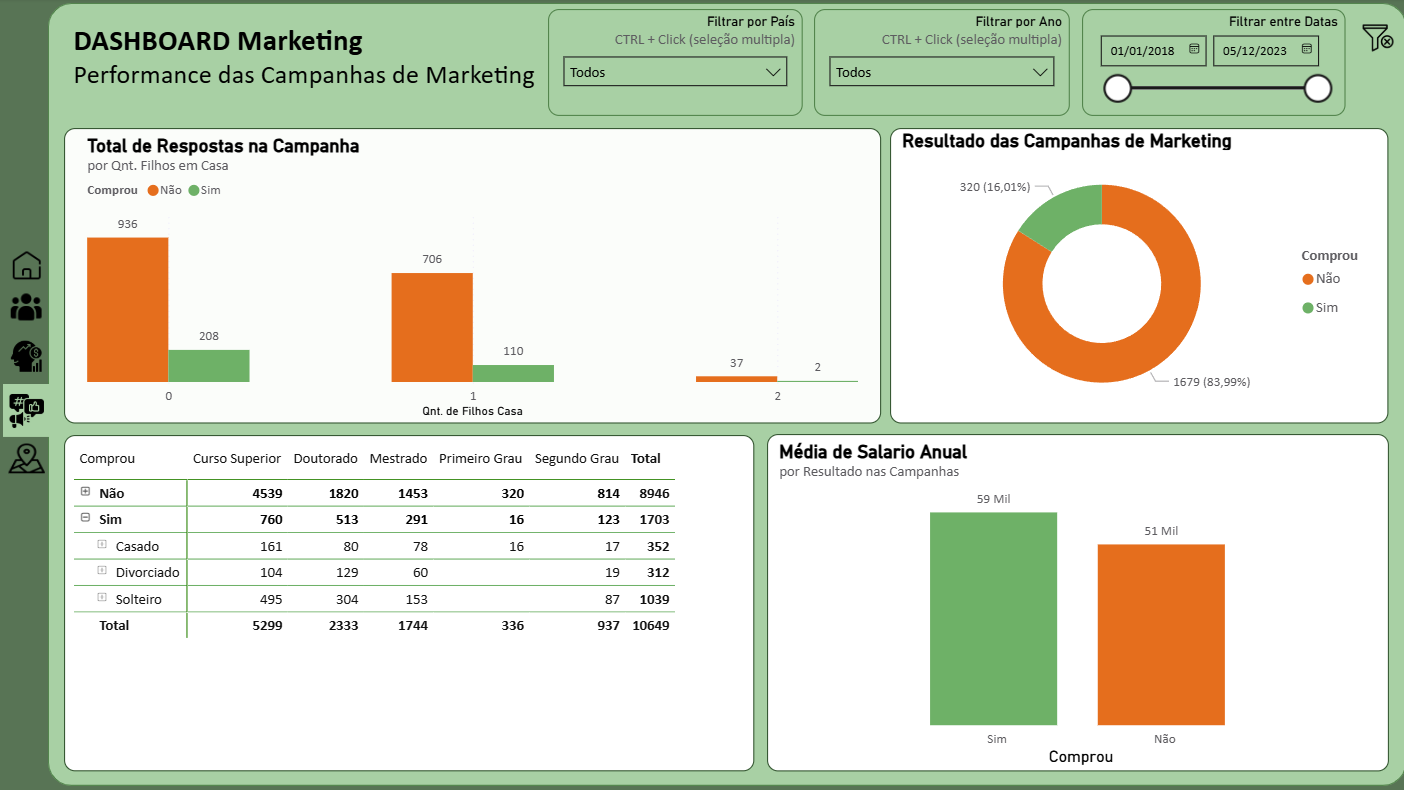 DASHBOARD Marketing
Performance das Campanhas de Marketing
Filtrar por País
CTRL + Click (seleção multipla)
Todos
Filtrar por Ano
CTRL + Click (seleção multipla)
Todos
Filtrar entre Datas
01/01/2018 05/12/2023
Total de Respostas na Campanha
por Qnt. Filhos em Casa
Comprou Não Sim
936
208
706
110
37
2
0 1 2
Qnt. de Filhos Casa
Resultado das Campanhas de Marketing
320 (16,01%)
1679 (83,99%)
Comprou
Não
Sim
Comprou Curso Superior Doutorado Mestrado Primeiro Grau Segundo Grau Total
Não 4539 1820 1453 320 814 8946
Sim 760 513 291 16 123 1703
Casado 161 80 78 16 17 352
Divorciado 104 129 60 19 312
Solteiro 495 304 153 87 1039
Total 5299 2333 1744 336 937 10649
Média de Salario Anual
por Resultado nas Campanhas
59 Mil
51 Mil
Sim Não
Comprou